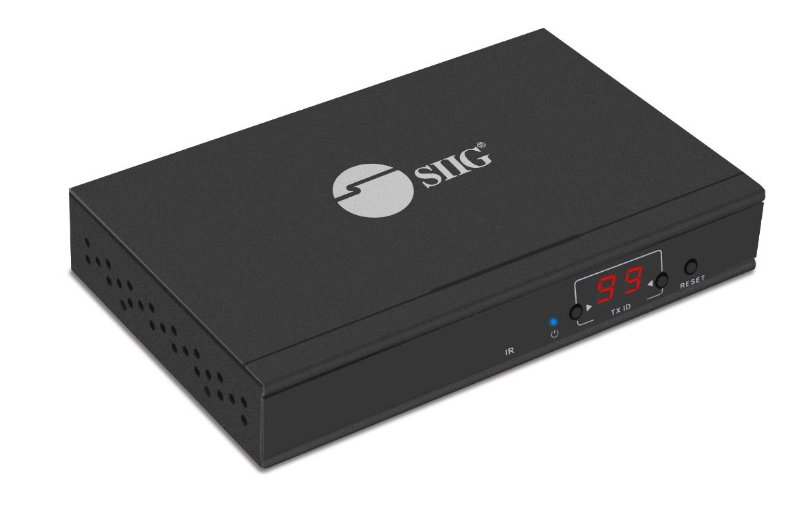 SIIG®
99
TX ID
RESET
IR